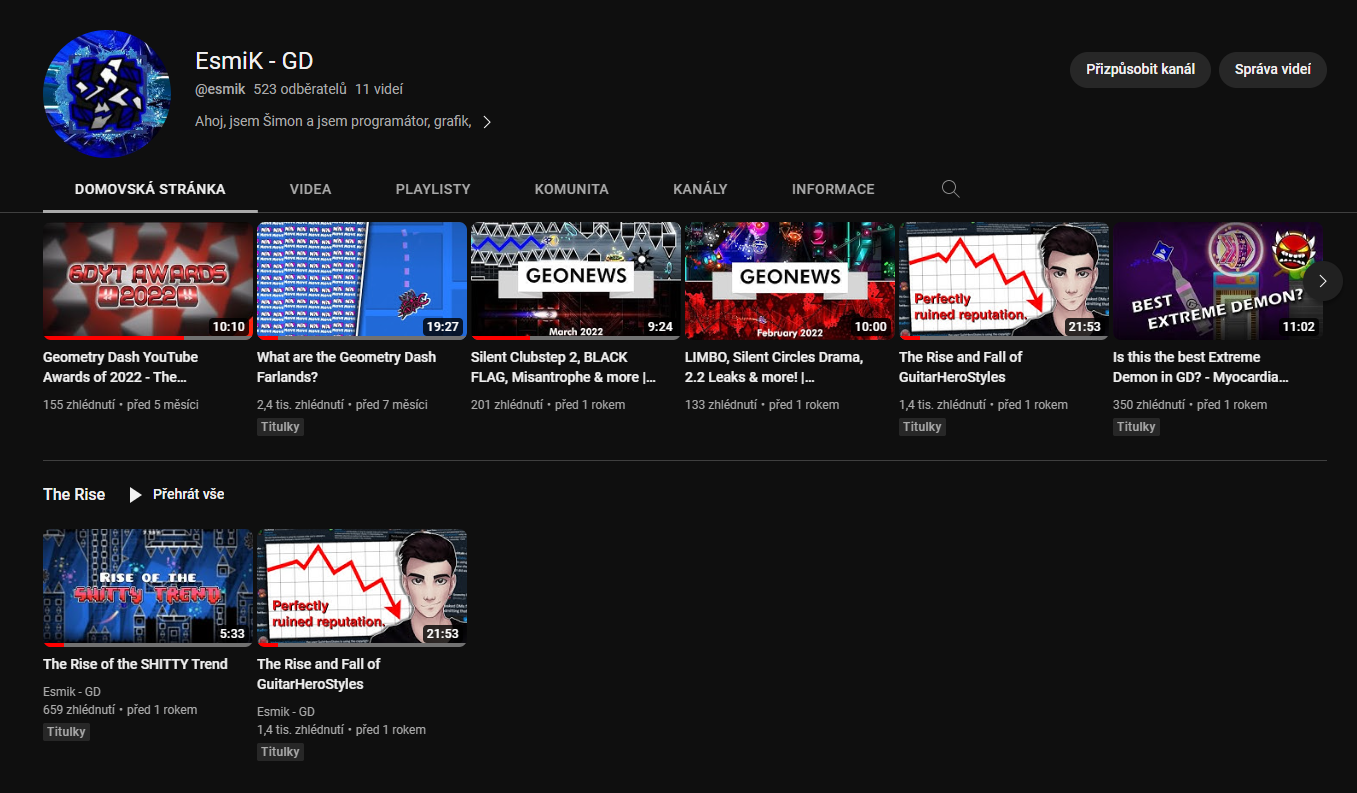 EsmiK - GD
@esmik 523 odběratelů 11 videí
Ahoj, jsem Šimon a jsem programátor, grafik,
Přizpůsobit kanál
Správa videí
DOMOVSKÁ STRÁNKA
VIDEA
PLAYLISTY
KOMUNITA
KANÁLY
INFORMACE
GDYT AWARDS
2022
10:10
Geometry Dash YouTube
Awards of 2022 - The...
155 zhlédnutí • před 5 měsíci
19:27
What are the Geometry Dash
Farlands?
2,4 tis. zhlédnutí • před 7 měsíci
Titulky
GEONEWS
March 2022
9:24
Silent Clubstep 2, BLACK
FLAG, Misantrophe & more |...
201 zhlédnutí • před 1 rokem
GEONEWS
February 2022
10:00
LIMBO, Silent Circles Drama,
2.2 Leaks & more! |...
133 zhlédnutí • před 1 rokem
Perfectly
ruined reputation.
21:53
The Rise and Fall of
GuitarHeroStyles
1,4 tis. zhlédnutí • před 1 rokem
Titulky
BEST
EXTREME DEMON?
11:02
Is this the best Extreme
Demon in GD? - Myocardia...
350 zhlédnutí • před 1 rokem
Titulky
The Rise
Přehrát vše
RISE OF THE
SHITTY TREND
5:33
The Rise of the SHITTY Trend
Esmik - GD
659 zhlédnutí • před 1 rokem
Titulky
Perfectly
ruined reputation.
21:53
The Rise and Fall of
GuitarHeroStyles
Esmik - GD
1,4 tis. zhlédnutí • před 1 rokem
Titulky